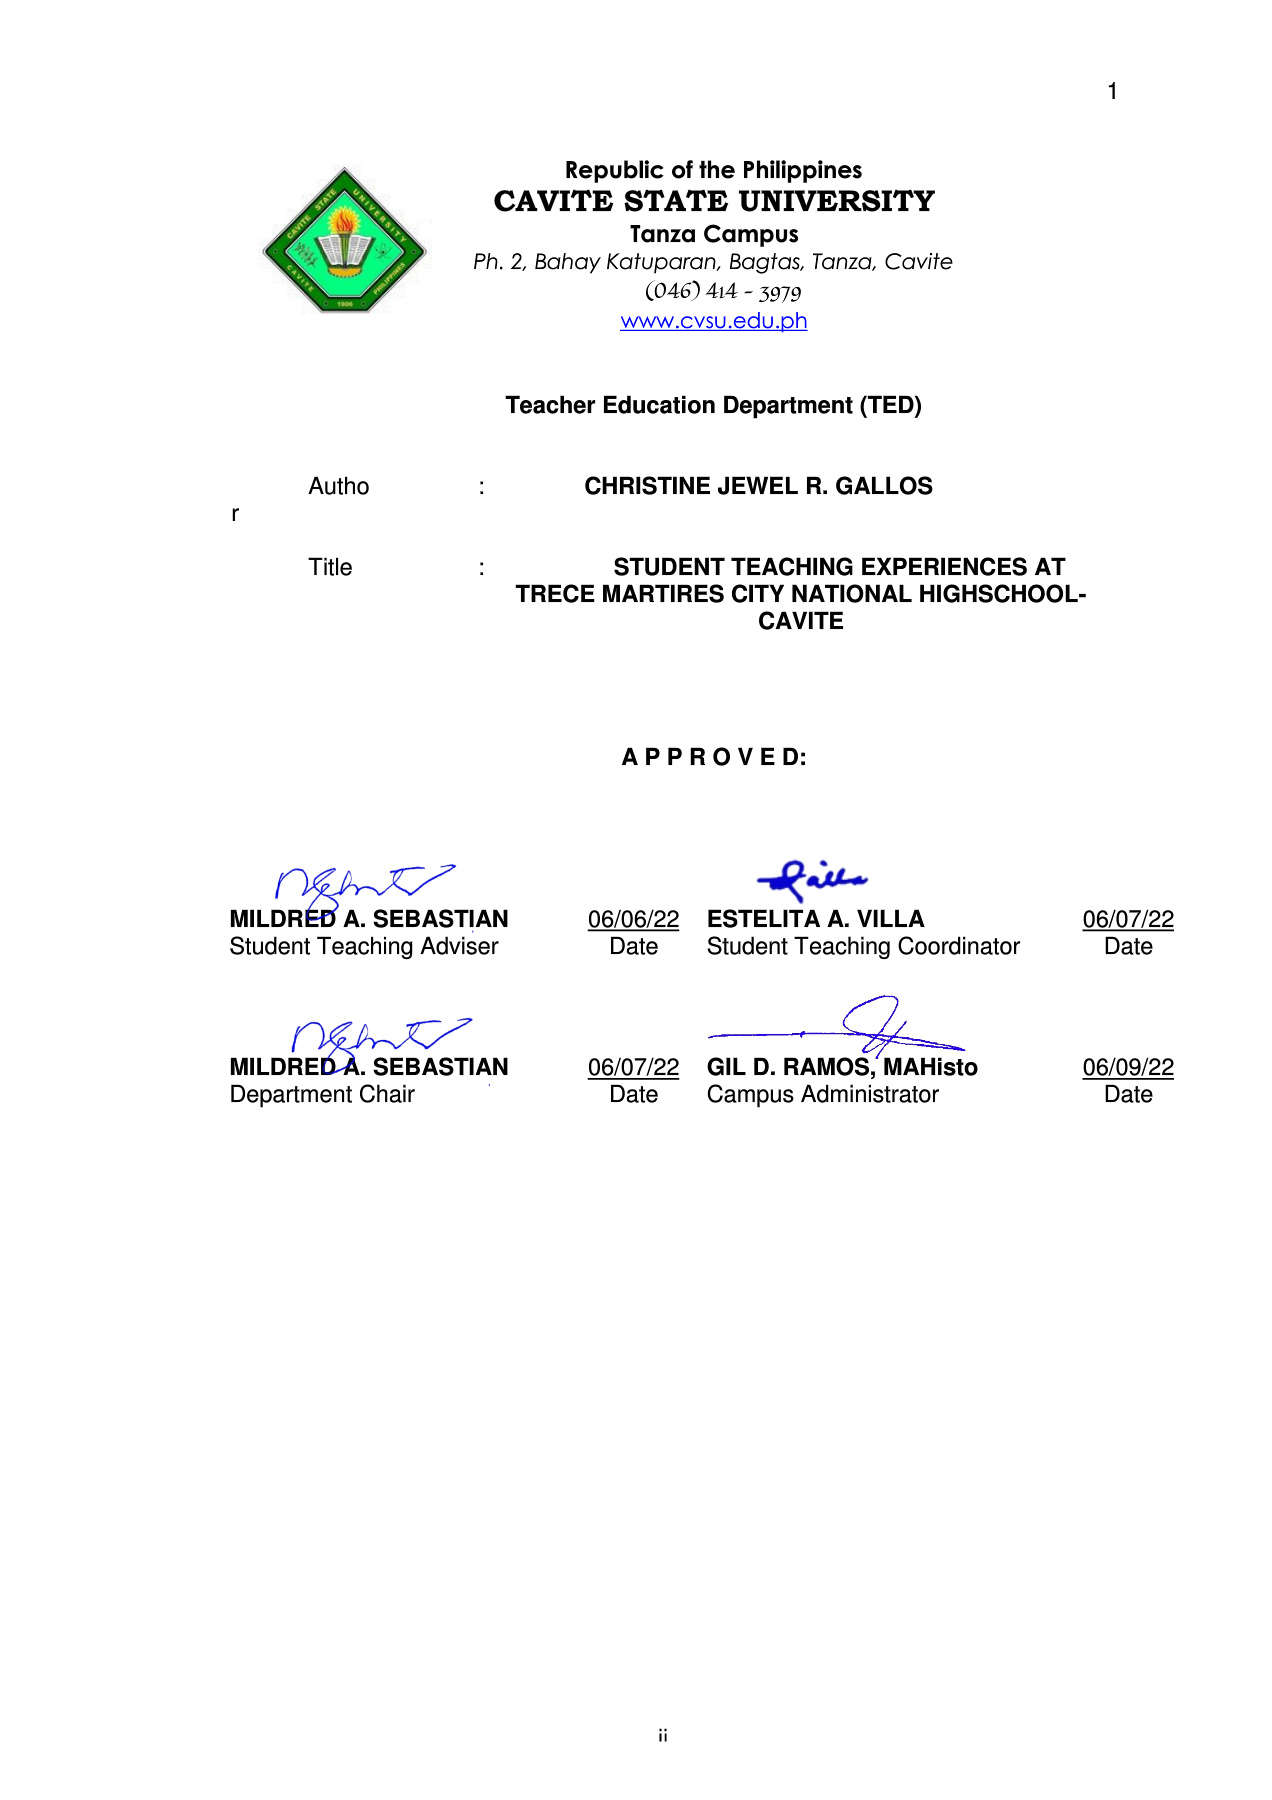 1
Republic of the Philippines
CAVITE STATE UNIVERSITY
Tanza Campus
Ph. 2, Bahay Katuparan, Bagtas, Tanza, Cavite
(046) 414 - 3979
www.cvsu.edu.ph
CAVITE STATE UNIVERSITY
CAVITE 1906 PHILIPPINES
Teacher Education Department (TED)
Autho : CHRISTINE JEWEL R. GALLOS
r
Title : STUDENT TEACHING EXPERIENCES AT
TRECE MARTIRES CITY NATIONAL HIGHSCHOOL-
CAVITE
A P P R O V E D:
MILDRED A. SEBASTIAN 06/06/22 ESTELITA A. VILLA 06/07/22
Student Teaching Adviser Date Student Teaching Coordinator Date
MILDRED A. SEBASTIAN 06/07/22 GIL D. RAMOS, MAHisto 06/09/22
Department Chair Date Campus Administrator Date
ii